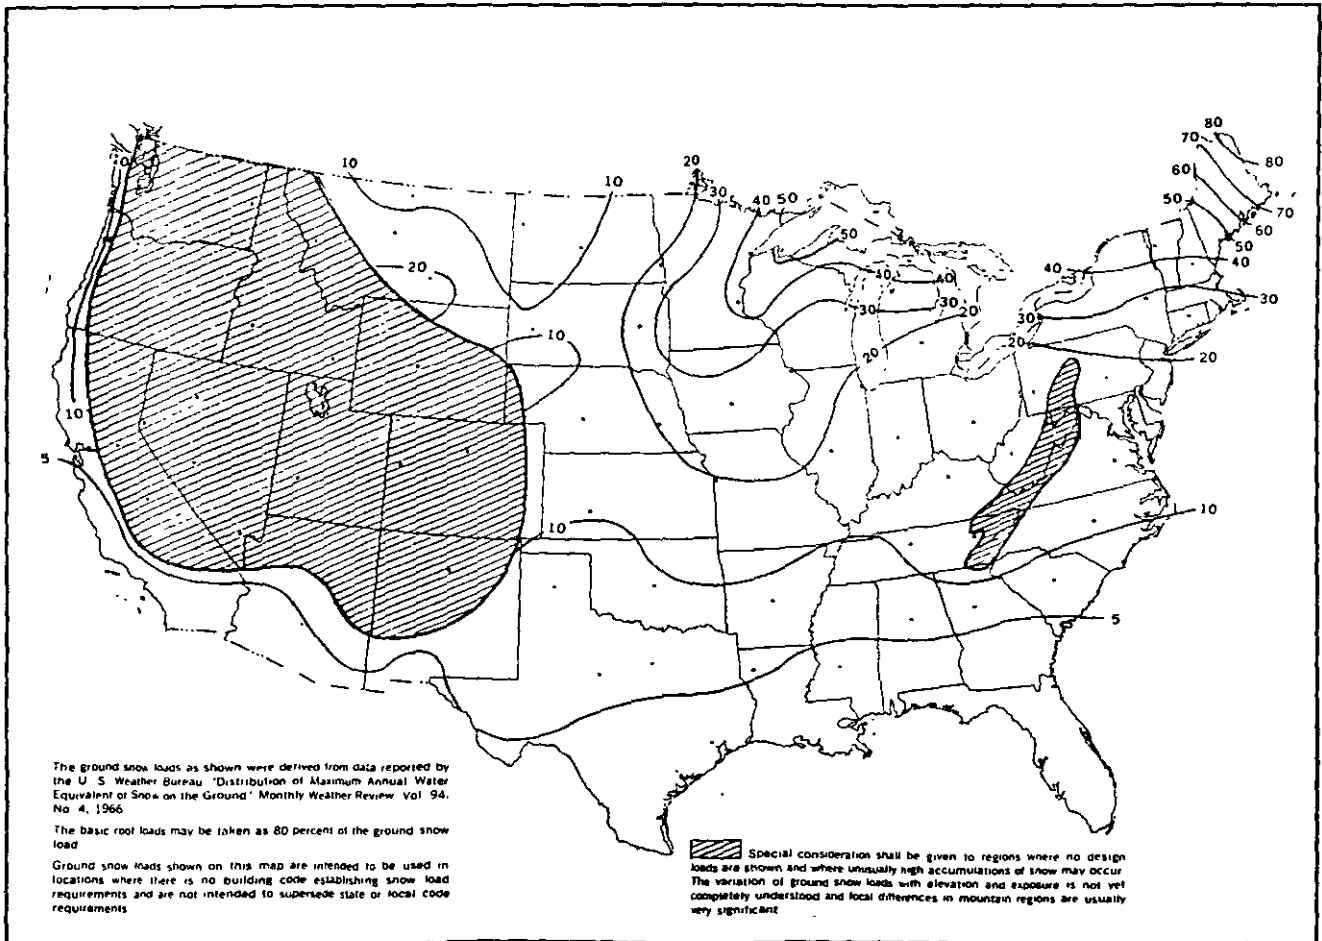 80
70
80
10
20
60
10
30
40 50
50
70
60
50
50
40
40
20
40
40
30
30
30
30
20
10
20
20
20
10
5
10
10
5
The ground snow loads as shown were derived from data reported by
the U S Weather Bureau "Distribution of Maximum Annual Water
Equivalent of Snow on the Ground" Monthly Weather Review Vol 94,
No 4, 1966
The basic roof loads may be taken as 80 percent of the ground snow
load
Ground snow loads shown on this map are intended to be used in
locations where there is no building code establishing snow load
requirements and are not intended to supersede state or local code
requirements
Special consideration shall be given to regions where no design
loads are shown and where unusually high accumulations of snow may occur
The variation of ground snow loads with elevation and exposure is not yet
completely understood and local differences in mountain regions are usually
very significant